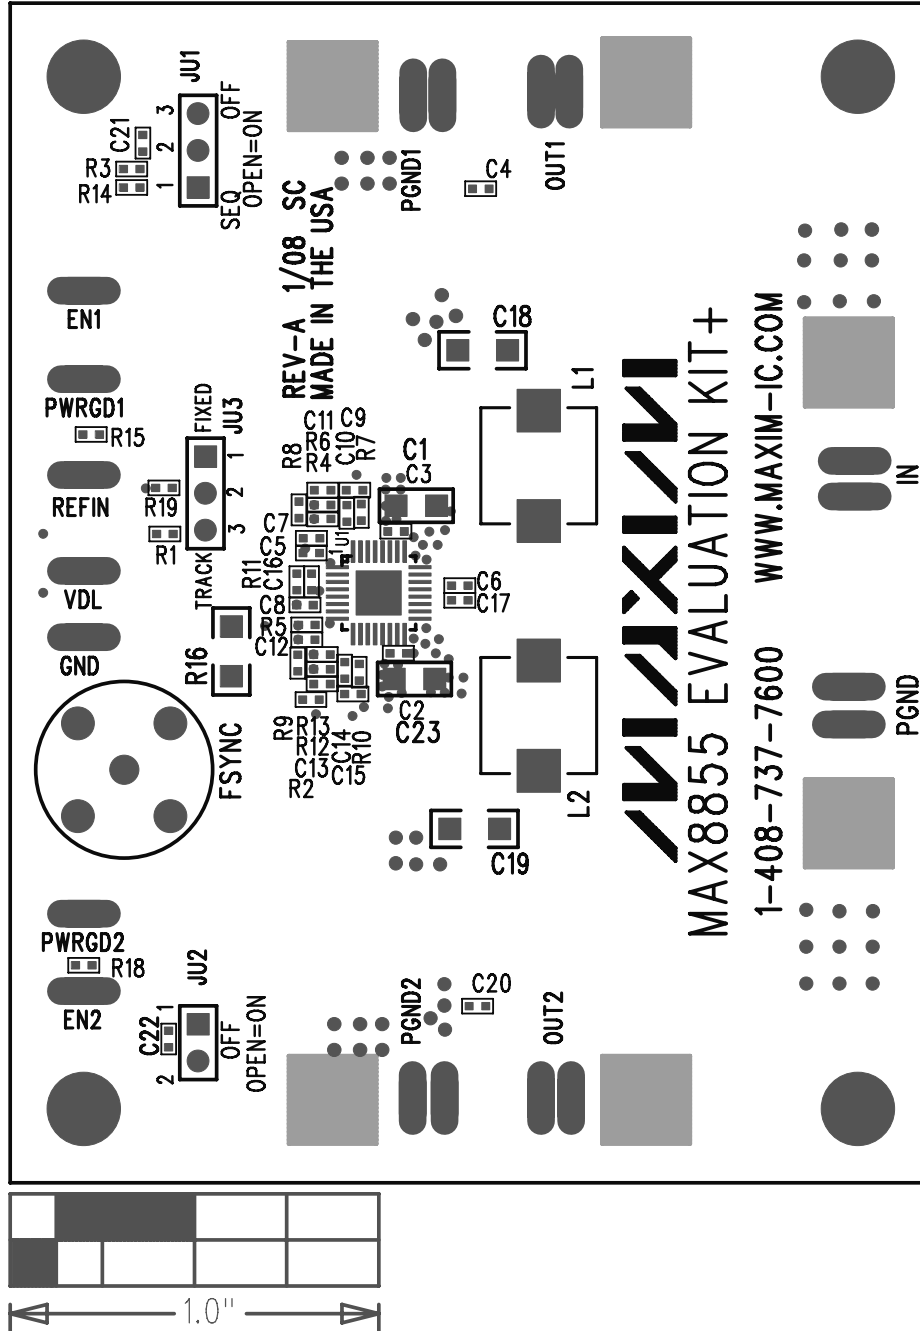 JU1
C21
R3
R14
1
2
3
OFF
SEQ
OPEN=ON
PGND1
OUT1
C4
REV-A 1/08 SC
MADE IN THE USA
EN1
PWRGD1
R15
REFIN
VDL
GND
FIXED
JU3
1
2
3
TRACK
R19
R1
R16
FSYNC
C18
L1
C11
R6
R4
C9
C10
R7
R8
C1
C3
C7
C5
R11
C16
C8
R5
C12
1
U1
C6
C17
C2
C23
R9
R13
R12
C13
R2
C14
C15
R10
L2
C19
MAXIM
MAX8855 EVALUATION KIT+
1-408-737-7600
WWW.MAXIM-IC.COM
IN
PGND
PWRGD2
R18
EN2
JU2
C22
1
2
OFF
OPEN=ON
PGND2
C20
OUT2
1.0"